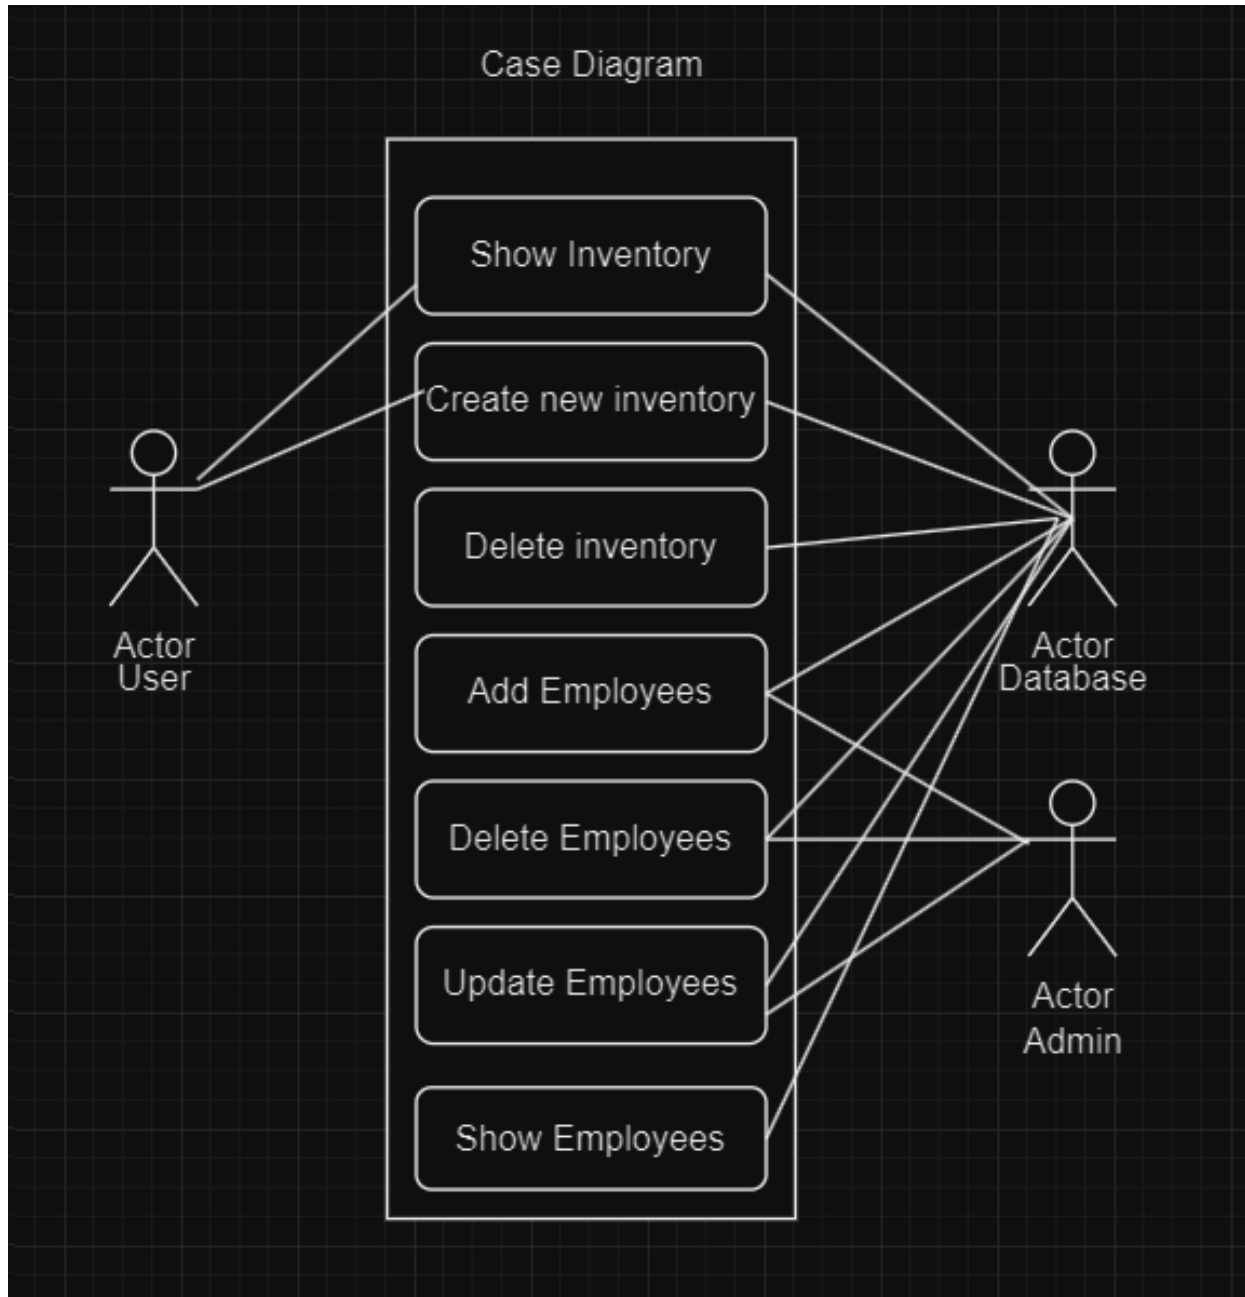 Case Diagram
Show Inventory
Create new inventory
Delete inventory
Actor
User
Actor
Database
Add Employees
Delete Employees
Update Employees
Actor
Admin
Show Employees